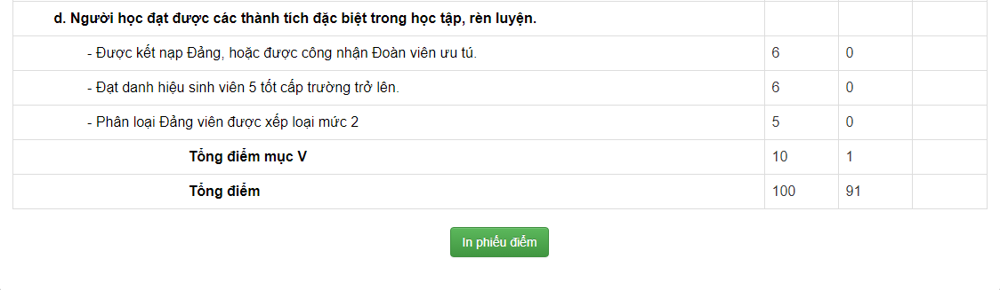 d. Người học đạt được các thành tích đặc biệt trong học tập, rèn luyện.
- Được kết nạp Đảng, hoặc được công nhận Đoàn viên ưu tú. 6 0
- Đạt danh hiệu sinh viên 5 tốt cấp trường trở lên. 6 0
- Phân loại Đảng viên được xếp loại mức 2 5 0
Tổng điểm mục V 10 1
Tổng điểm 100 91
In phiếu điểm